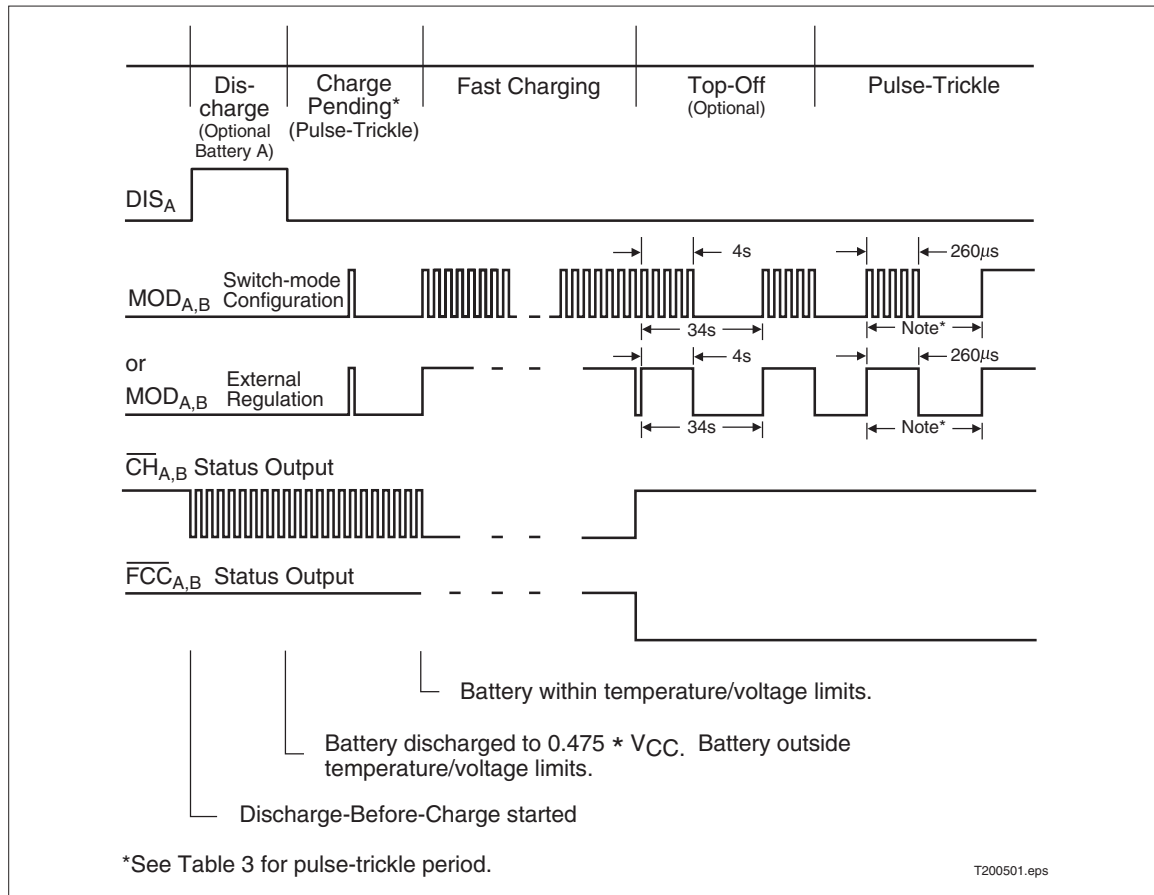 Dis-
charge
(Optional
Battery A)
Charge
Pending*
(Pulse-Trickle)
Fast Charging
Top-Off
(Optional)
Pulse-Trickle
DISA
MODA,B
Switch-mode
Configuration
4s
34s
260µs
Note*
or
MODA,B
External
Regulation
4s
34s
260µs
Note*
CHA,B Status Output
FCCA,B Status Output
Battery within temperature/voltage limits.
Battery discharged to 0.475 * VCC. Battery outside
temperature/voltage limits.
Discharge-Before-Charge started
*See Table 3 for pulse-trickle period.
T200501.eps